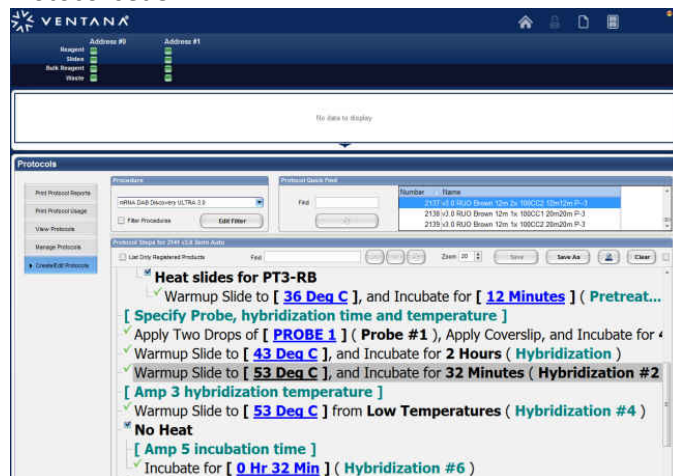 VENTANA
Address #0 Address #1
Reagent
Slides
Bulk Reagent
Waste
No data to display
Protocols
Print Protocol Reports
Print Protocol Usage
View Protocols
Manage Protocols
Create/Edit Protocols
Procedure
mRNA DAB Discovery ULTRA 3.0
Filter Procedures Edit Filter
Protocol Quick Find
Find
Number Name
2137 v3.0 RUO Brown 12m 2x 100CC2 12m12m P-3
2138 v3.0 RUO Brown 12m 1x 100CC1 20m20m P-3
2139 v3.0 RUO Brown 12m 1x 100CC2 20m20m P-3
Protocol Steps for 2141 v3.0 Semi Auto
List Only Registered Products Find Zoom 20 Save Save As Clear
Heat slides for PT3-RB
Warmup Slide to [ 36 Deg C ], and Incubate for [ 12 Minutes ] ( Pretreat...
[ Specify Probe, hybridization time and temperature ]
Apply Two Drops of [ PROBE 1 ] ( Probe #1 ), Apply Coverslip, and Incubate for
Warmup Slide to [ 43 Deg C ], and Incubate for 2 Hours ( Hybridization )
Warmup Slide to [ 53 Deg C ], and Incubate for 32 Minutes ( Hybridization #2
[ Amp 3 hybridization temperature ]
Warmup Slide to [ 53 Deg C ] from Low Temperatures ( Hybridization #4 )
No Heat
[ Amp 5 incubation time ]
Incubate for [ 0 Hr 32 Min ] ( Hybridization #6 )